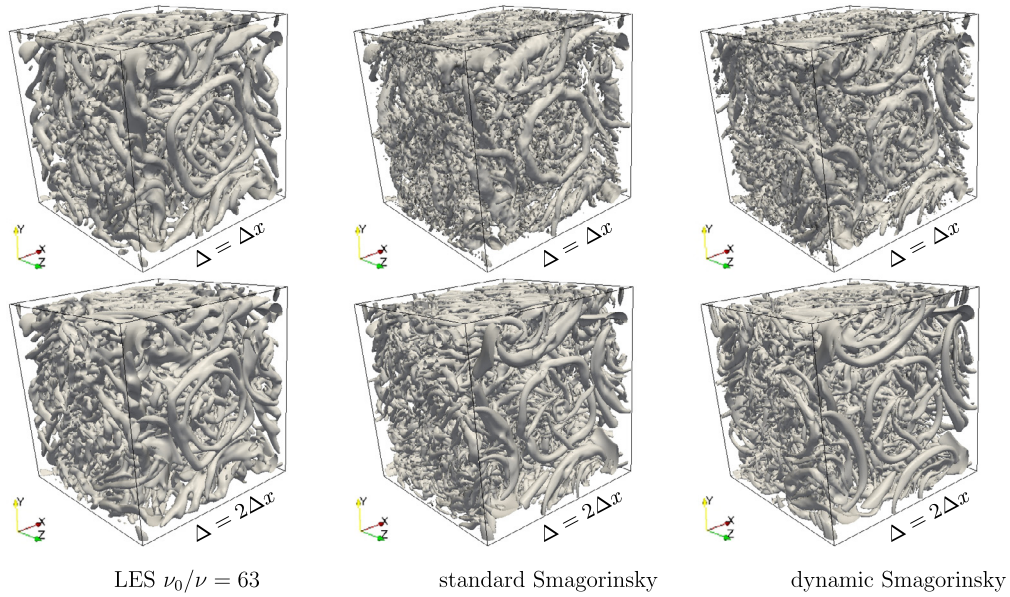 Y
X
Z
Δ = Δx
Y
X
Z
Δ = Δx
Y
X
Z
Δ = Δx
Y
X
Z
Δ = 2Δx
Y
X
Z
Δ = 2Δx
Y
X
Z
Δ = 2Δx
LES ν₀/ν = 63
standard Smagorinsky
dynamic Smagorinsky